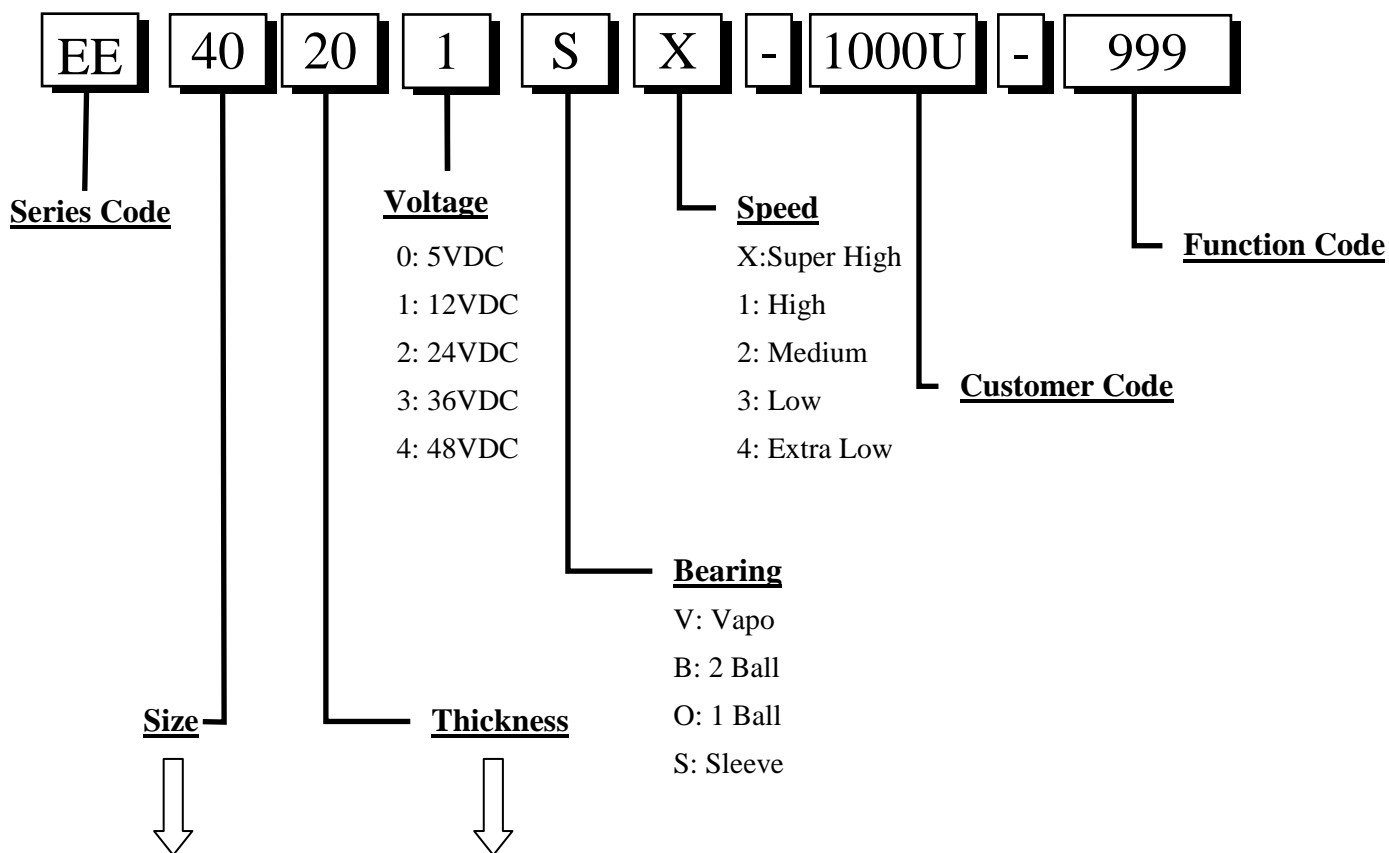 EE 40 20 1 S X - 1000U - 999
Series Code
Voltage
0: 5VDC
1: 12VDC
2: 24VDC
3: 36VDC
4: 48VDC
Speed
X:Super High
1: High
2: Medium
3: Low
4: Extra Low
Function Code
Customer Code
Bearing
V: Vapo
B: 2 Ball
O: 1 Ball
S: Sleeve
Size
Thickness